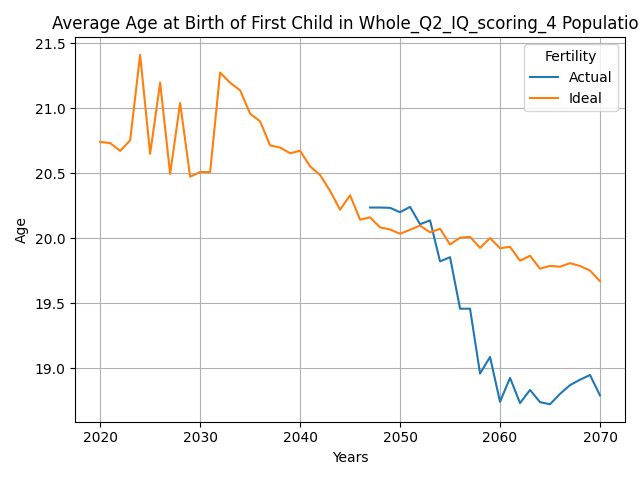 Average Age at Birth of First Child in Whole_Q2_IQ_scoring_4 Populatio
21.5
21.0
20.5
20.0
19.5
19.0
Age
Fertility
Actual
Ideal
2020 2030 2040 2050 2060 2070
Years